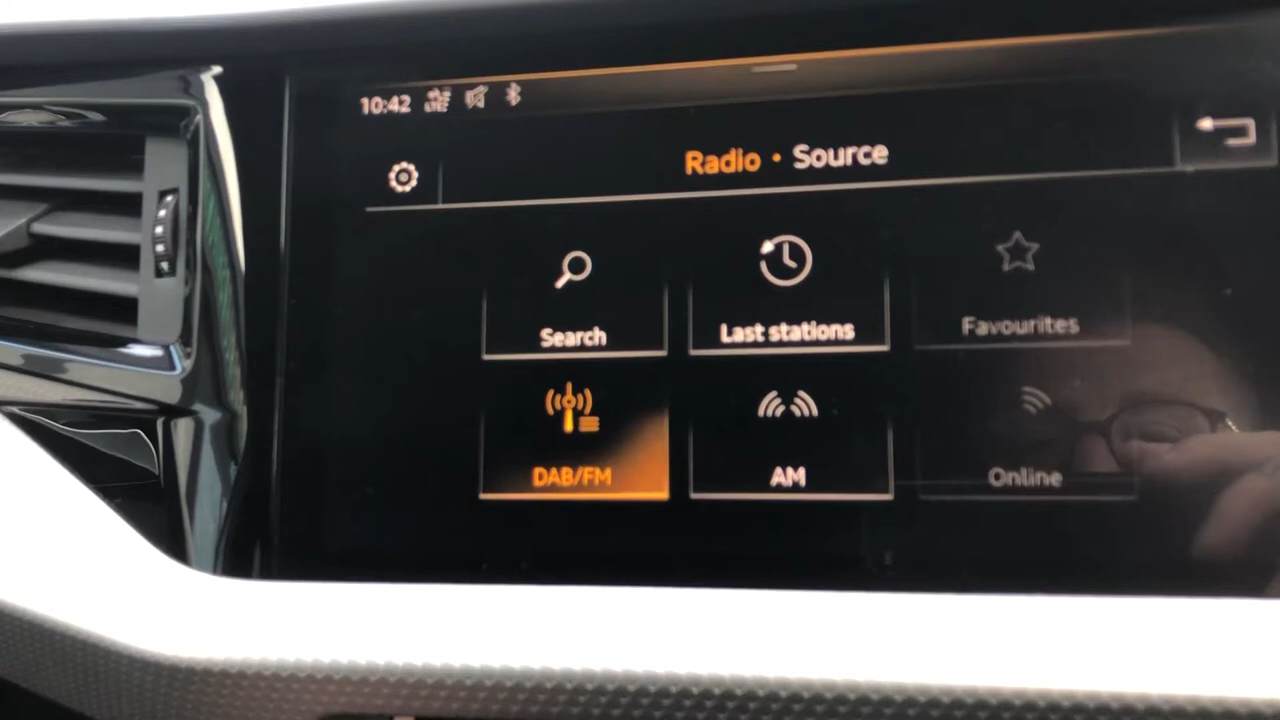 10:42
Radio • Source
Search
Last stations
Favourites
DAB/FM
AM
Online